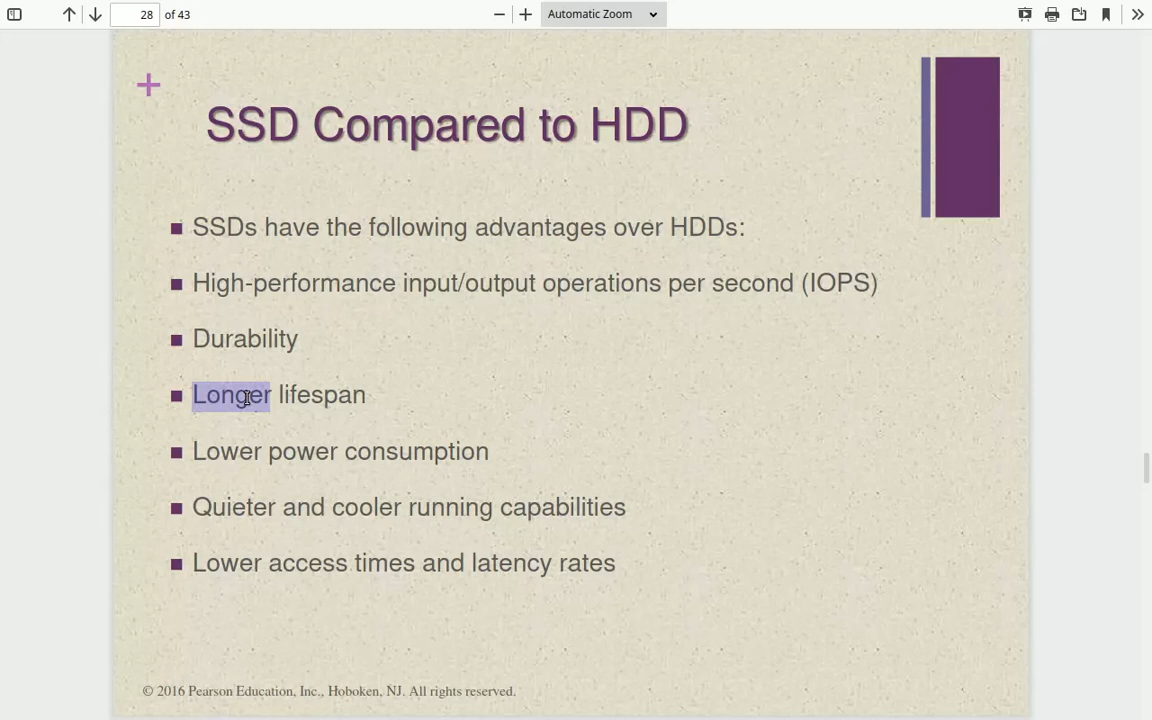 28 of 43
Automatic Zoom
+
SSD Compared to HDD
SSDs have the following advantages over HDDs:
High-performance input/output operations per second (IOPS)
Durability
Longer lifespan
Lower power consumption
Quieter and cooler running capabilities
Lower access times and latency rates
© 2016 Pearson Education, Inc., Hoboken, NJ. All rights reserved.